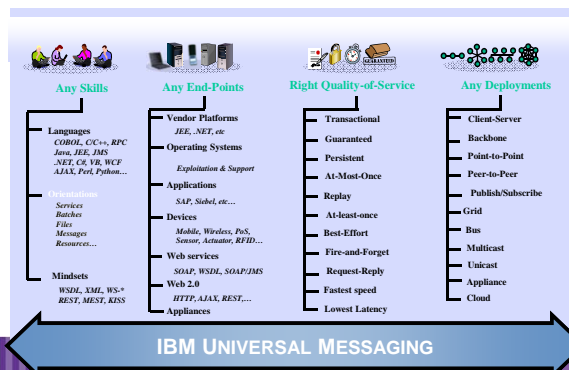 GUARANTEED
Any Skills
Languages
COBOL, C/C++, RPC
Java, JEE, JMS
.NET, C#, VB, WCF
AJAX, Perl, Python…
Orientations
Services
Batches
Files
Messages
Resources…
Mindsets
WSDL, XML, WS-*
REST, MEST, KISS
Any End-Points
Vendor Platforms
JEE, .NET, etc
Operating Systems
Exploitation & Support
Applications
SAP, Siebel, etc…
Devices
Mobile, Wireless, PoS,
Sensor, Actuator, RFID…
Web services
SOAP, WSDL, SOAP/JMS
Web 2.0
HTTP, AJAX, REST,…
Appliances
Right Quality-of-Service
Transactional
Guaranteed
Persistent
At-Most-Once
Replay
At-least-once
Best-Effort
Fire-and-Forget
Request-Reply
Fastest speed
Lowest Latency
Any Deployments
Client-Server
Backbone
Point-to-Point
Peer-to-Peer
Publish/Subscribe
Grid
Bus
Multicast
Unicast
Appliance
Cloud
IBM UNIVERSAL MESSAGING